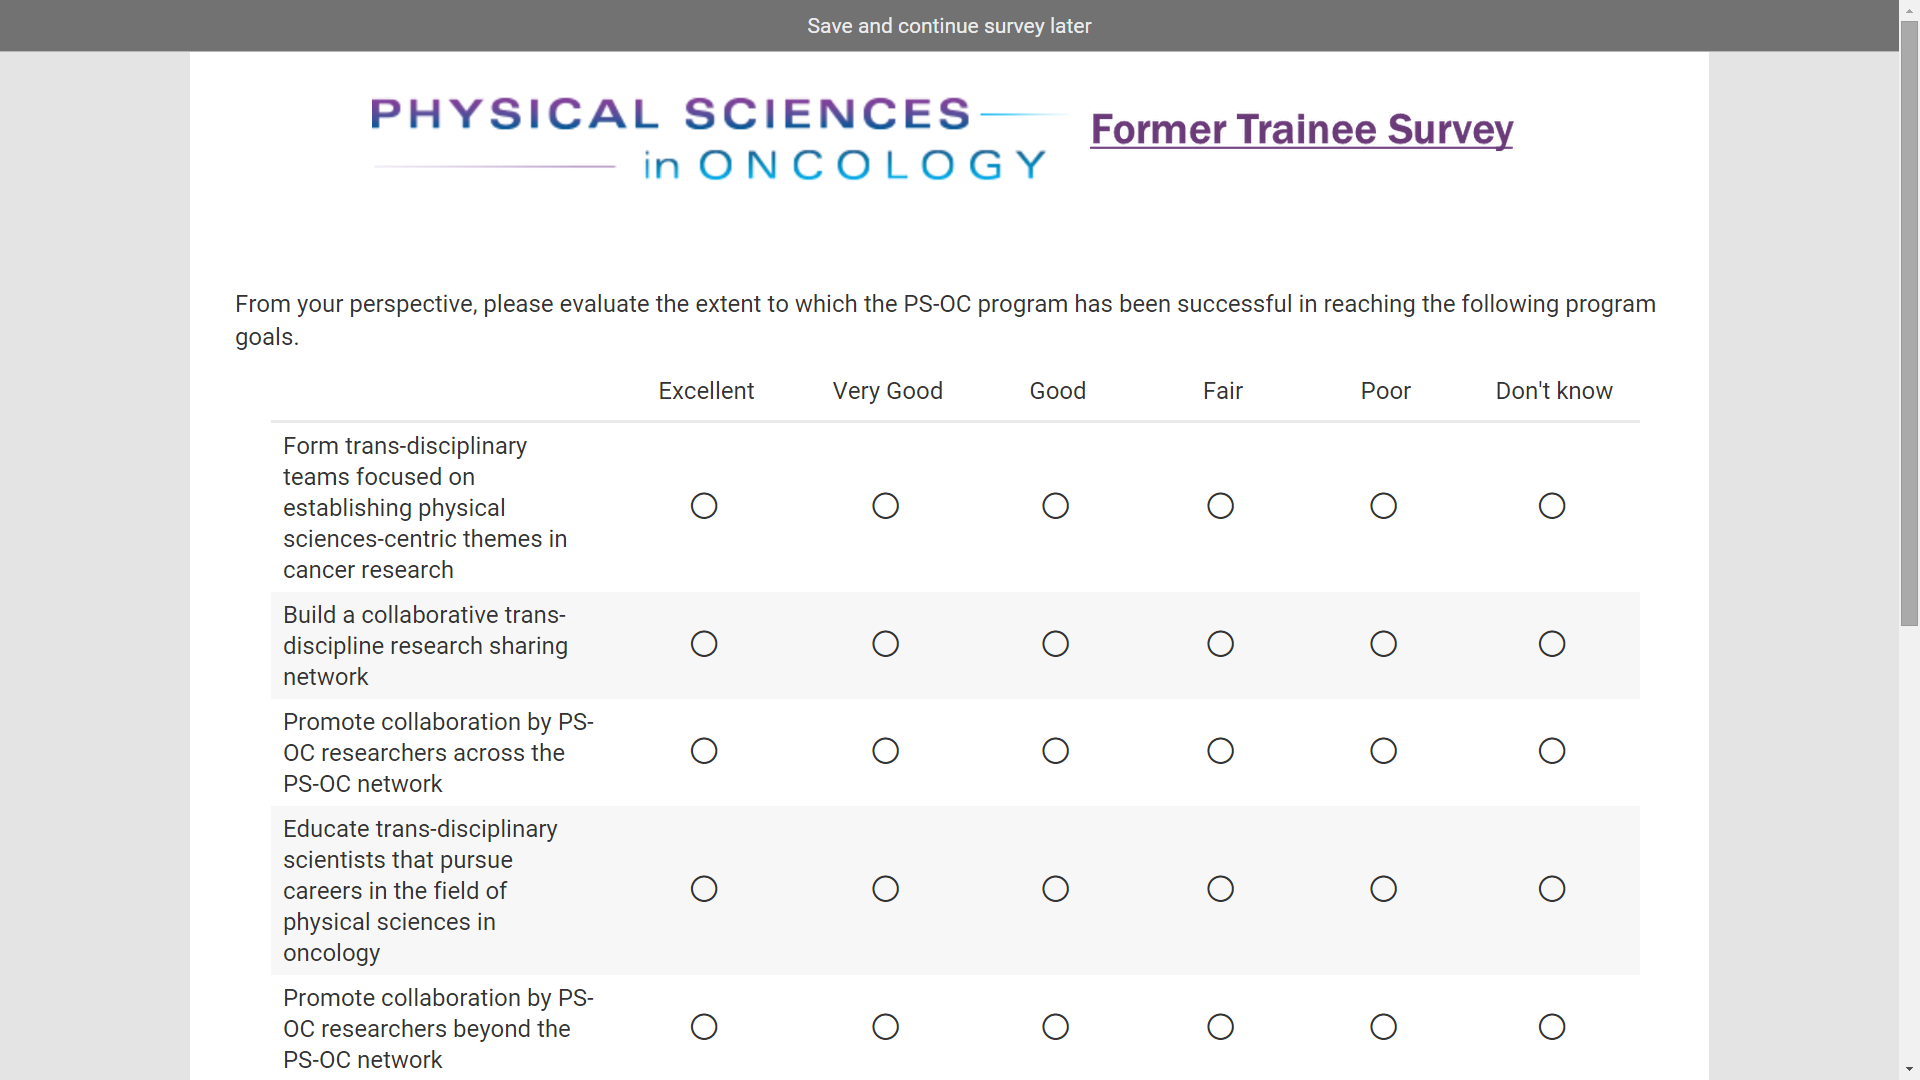 Save and continue survey later
PHYSICAL SCIENCES
in ONCOLOGY
Former Trainee Survey
From your perspective, please evaluate the extent to which the PS-OC program has been successful in reaching the following program
goals.
Excellent Very Good Good Fair Poor Don't know
Form trans-disciplinary
teams focused on
establishing physical
sciences-centric themes in
cancer research
Build a collaborative trans-
discipline research sharing
network
Promote collaboration by PS-
OC researchers across the
PS-OC network
Educate trans-disciplinary
scientists that pursue
careers in the field of
physical sciences in
oncology
Promote collaboration by PS-
OC researchers beyond the
PS-OC network